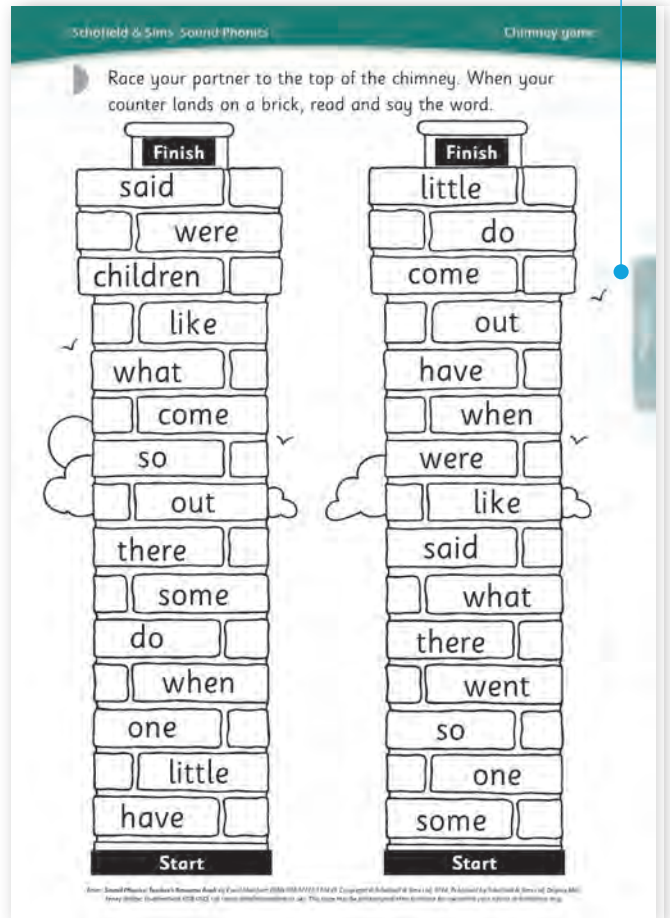 Schofield & Sims Sound Phonics
Chimney game
Race your partner to the top of the chimney. When your
counter lands on a brick, read and say the word.
Finish
said
were
children
like
what
come
so
out
there
some
do
when
one
little
have
Start
Finish
little
do
come
out
have
when
were
like
said
what
there
went
so
one
some
Start